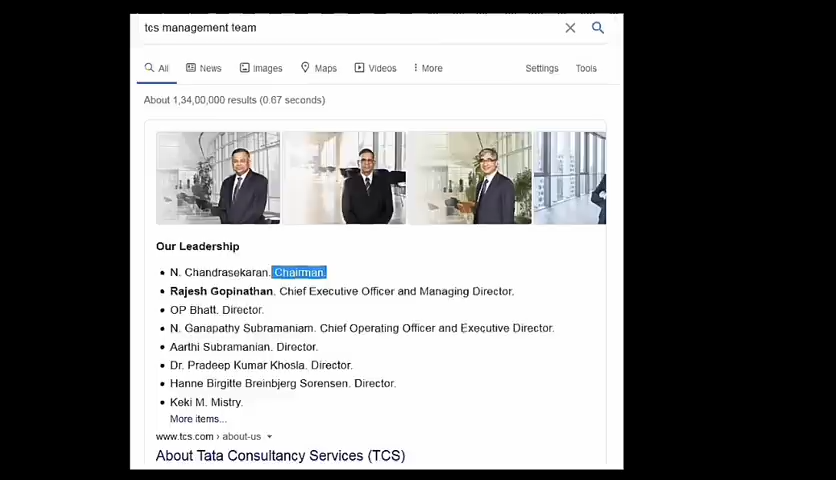 tcs management team
All News Images Maps Videos More Settings Tools
About 1,34,00,000 results (0.67 seconds)
Our Leadership
N. Chandrasekaran. Chairman.
Rajesh Gopinathan. Chief Executive Officer and Managing Director.
OP Bhatt. Director.
N. Ganapathy Subramaniam. Chief Operating Officer and Executive Director.
Aarthi Subramanian. Director.
Dr. Pradeep Kumar Khosla. Director.
Hanne Birgitte Breinbjerg Sorensen. Director.
Keki M. Mistry.
More items...
www.tcs.com › about-us
About Tata Consultancy Services (TCS)